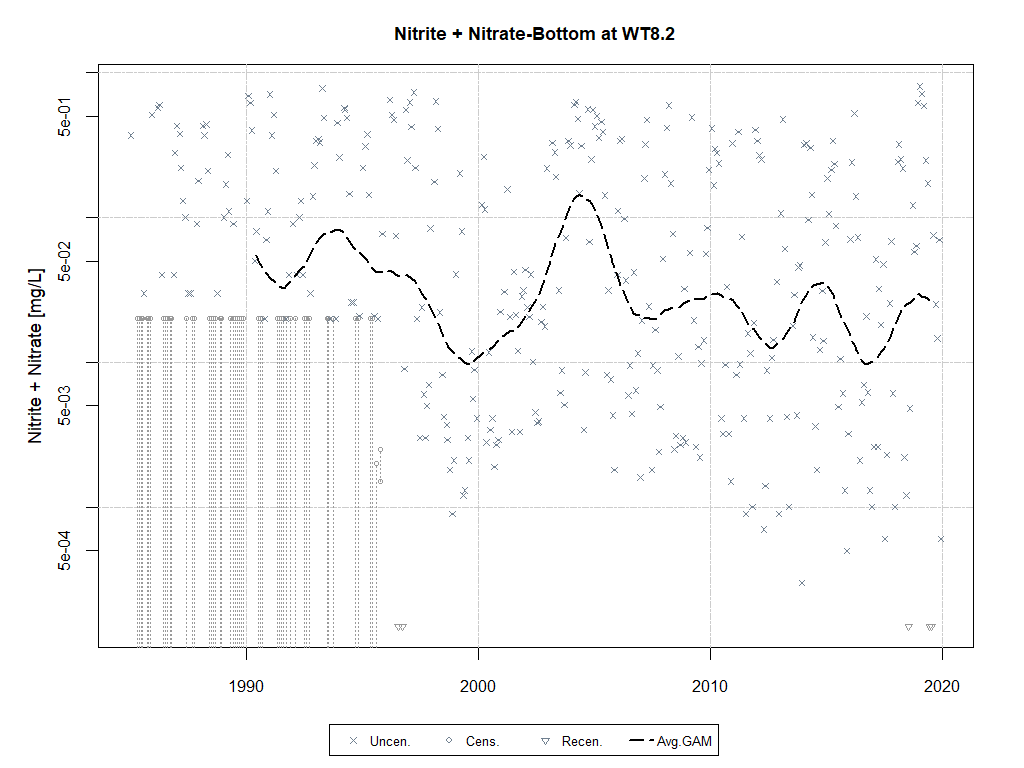 Nitrite + Nitrate-Bottom at WT8.2
Nitrite + Nitrate [mg/L]
5e-01
5e-02
5e-03
5e-04
1990 2000 2010 2020
Uncen. Cens. Recen. Avg.GAM